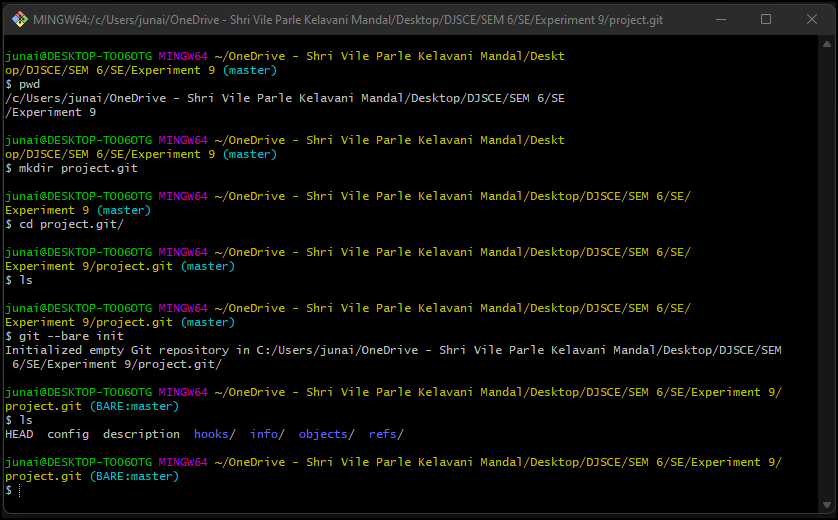 MINGW64:/c/Users/junai/OneDrive - Shri Vile Parle Kelavani Mandal/Desktop/DJSCE/SEM 6/SE/Experiment 9/project.git
junai@DESKTOP-TOO6OTG MINGW64 ~/OneDrive - Shri Vile Parle Kelavani Mandal/Deskt
op/DJSCE/SEM 6/SE/Experiment 9 (master)
$ pwd
/c/Users/junai/OneDrive - Shri Vile Parle Kelavani Mandal/Desktop/DJSCE/SEM 6/SE
/Experiment 9
junai@DESKTOP-TOO6OTG MINGW64 ~/OneDrive - Shri Vile Parle Kelavani Mandal/Deskt
op/DJSCE/SEM 6/SE/Experiment 9 (master)
$ mkdir project.git
junai@DESKTOP-TOO6OTG MINGW64 ~/OneDrive - Shri Vile Parle Kelavani Mandal/Desktop/DJSCE/SEM 6/SE/
Experiment 9 (master)
$ cd project.git/
junai@DESKTOP-TOO6OTG MINGW64 ~/OneDrive - Shri Vile Parle Kelavani Mandal/Desktop/DJSCE/SEM 6/SE/
Experiment 9/project.git (master)
$ ls
junai@DESKTOP-TOO6OTG MINGW64 ~/OneDrive - Shri Vile Parle Kelavani Mandal/Desktop/DJSCE/SEM 6/SE/
Experiment 9/project.git (master)
$ git --bare init
Initialized empty Git repository in C:/Users/junai/OneDrive - Shri Vile Parle Kelavani Mandal/Desktop/DJSCE/SEM
 6/SE/Experiment 9/project.git/
junai@DESKTOP-TOO6OTG MINGW64 ~/OneDrive - Shri Vile Parle Kelavani Mandal/Desktop/DJSCE/SEM 6/SE/Experiment 9/
project.git (BARE:master)
$ ls
HEAD  config  description  hooks/  info/  objects/  refs/
junai@DESKTOP-TOO6OTG MINGW64 ~/OneDrive - Shri Vile Parle Kelavani Mandal/Desktop/DJSCE/SEM 6/SE/Experiment 9/
project.git (BARE:master)
$